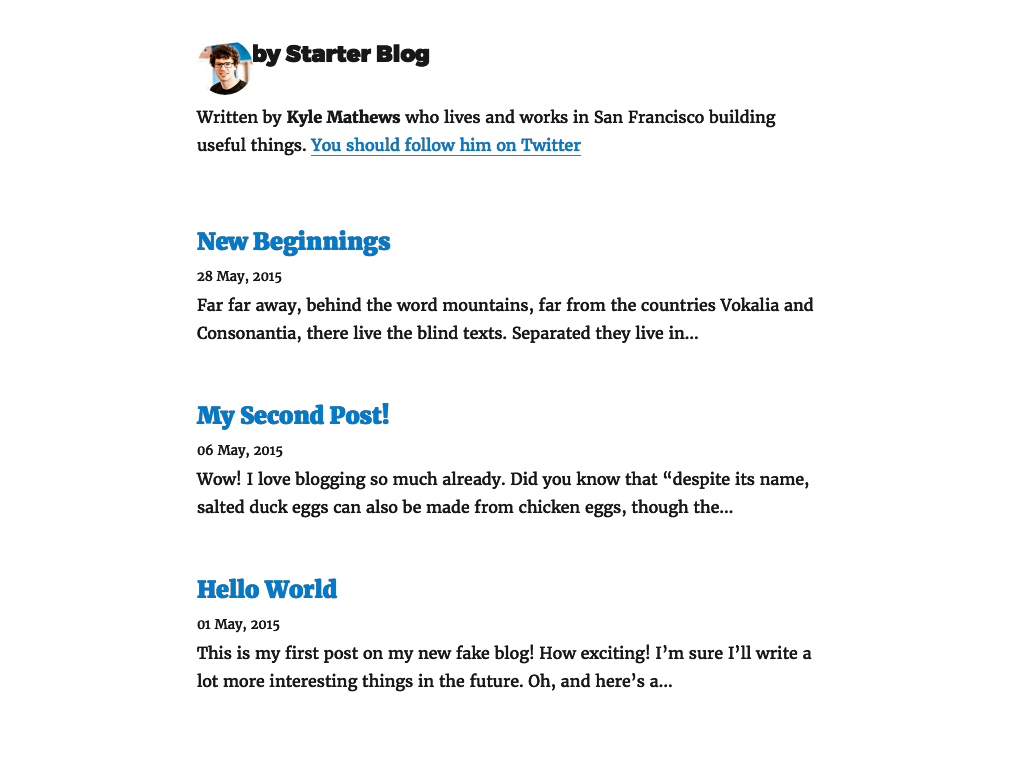 by Starter Blog
Written by Kyle Mathews who lives and works in San Francisco building
useful things. You should follow him on Twitter
New Beginnings
28 May, 2015
Far far away, behind the word mountains, far from the countries Vokalia and
Consonantia, there live the blind texts. Separated they live in…
My Second Post!
06 May, 2015
Wow! I love blogging so much already. Did you know that “despite its name,
salted duck eggs can also be made from chicken eggs, though the…
Hello World
01 May, 2015
This is my first post on my new fake blog! How exciting! I’m sure I’ll write a
lot more interesting things in the future. Oh, and here’s a…